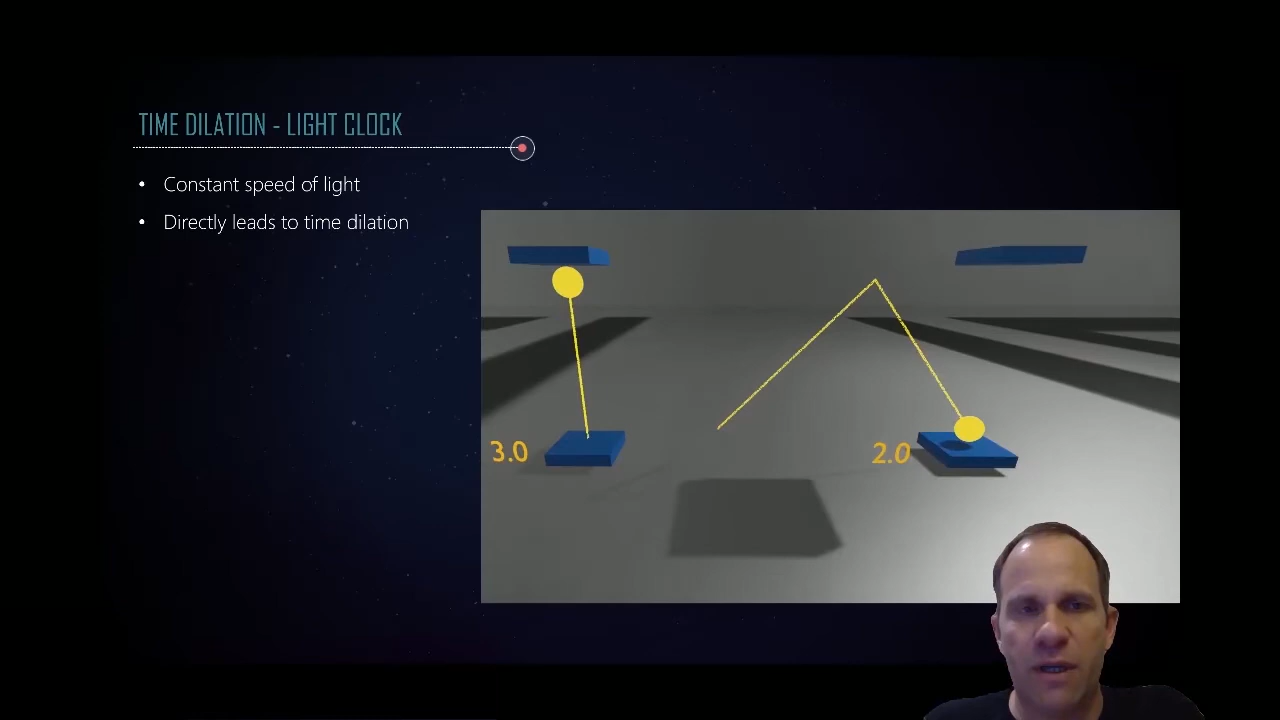 TIME DILATION - LIGHT CLOCK
• Constant speed of light
• Directly leads to time dilation
3.0
2.0